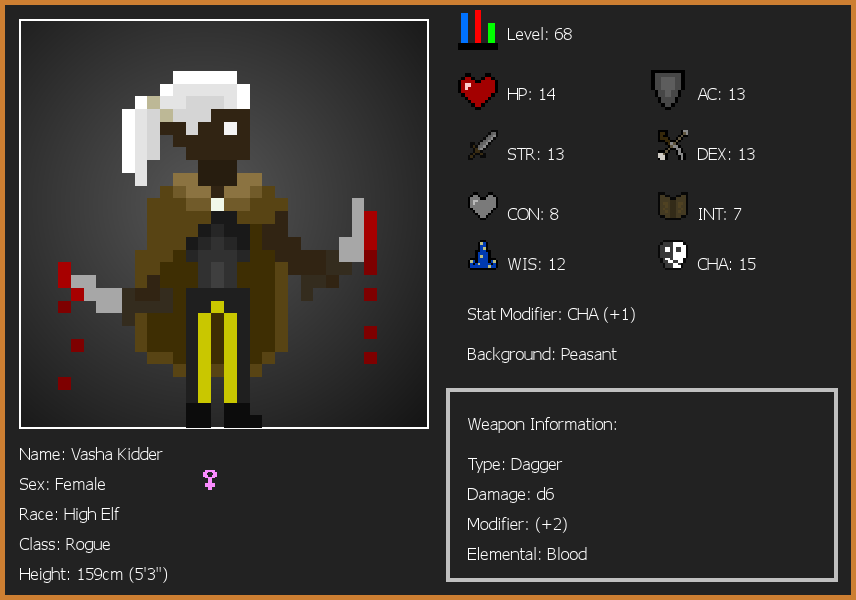 Level: 68
HP: 14
AC: 13
STR: 13
DEX: 13
CON: 8
INT: 7
WIS: 12
CHA: 15
Stat Modifier: CHA (+1)
Background: Peasant
Weapon Information:
Type: Dagger
Damage: d6
Modifier: (+2)
Elemental: Blood
Name: Vasha Kidder
Sex: Female
Race: High Elf
Class: Rogue
Height: 159cm (5'3")